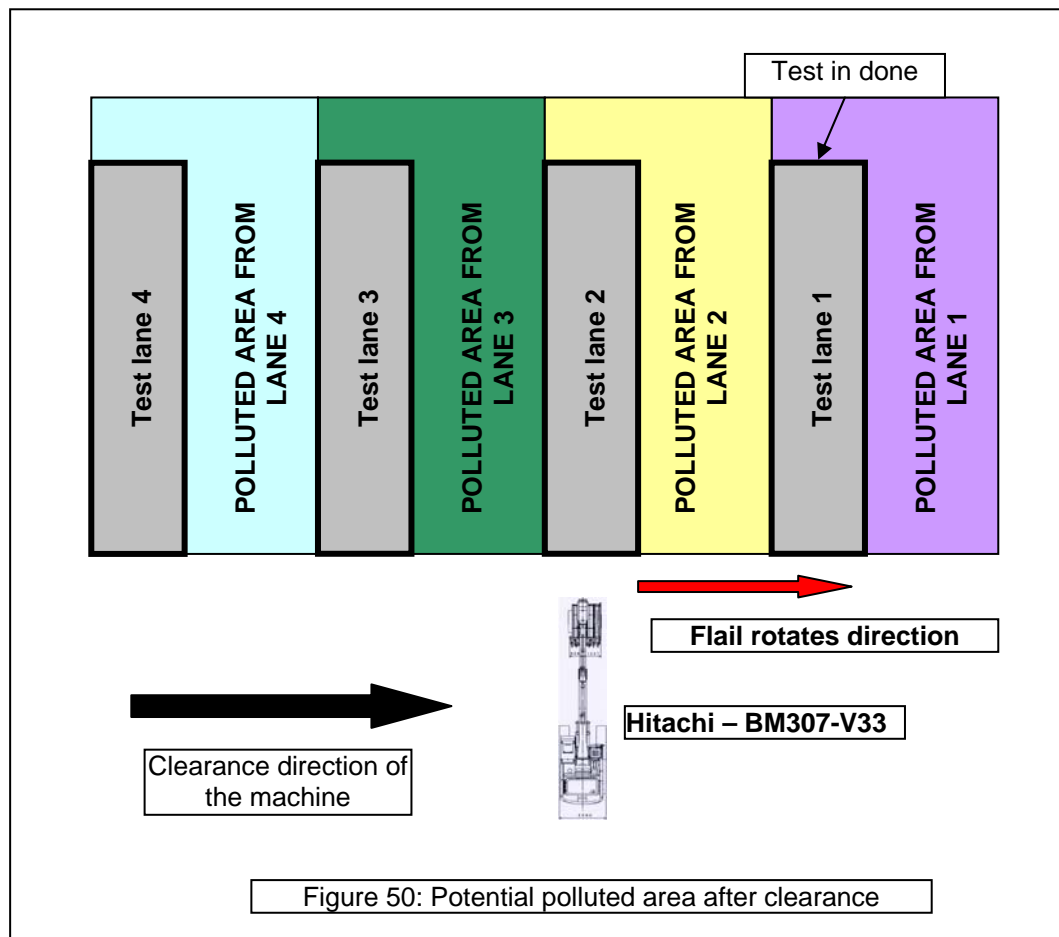 Test in done
Test lane 4
POLLUTED AREA FROM
LANE 4
Test lane 3
POLLUTED AREA FROM
LANE 3
Test lane 2
POLLUTED AREA FROM
LANE 2
Test lane 1
POLLUTED AREA FROM
LANE 1
Flail rotates direction
Hitachi – BM307-V33
Clearance direction of
the machine
Figure 50: Potential polluted area after clearance